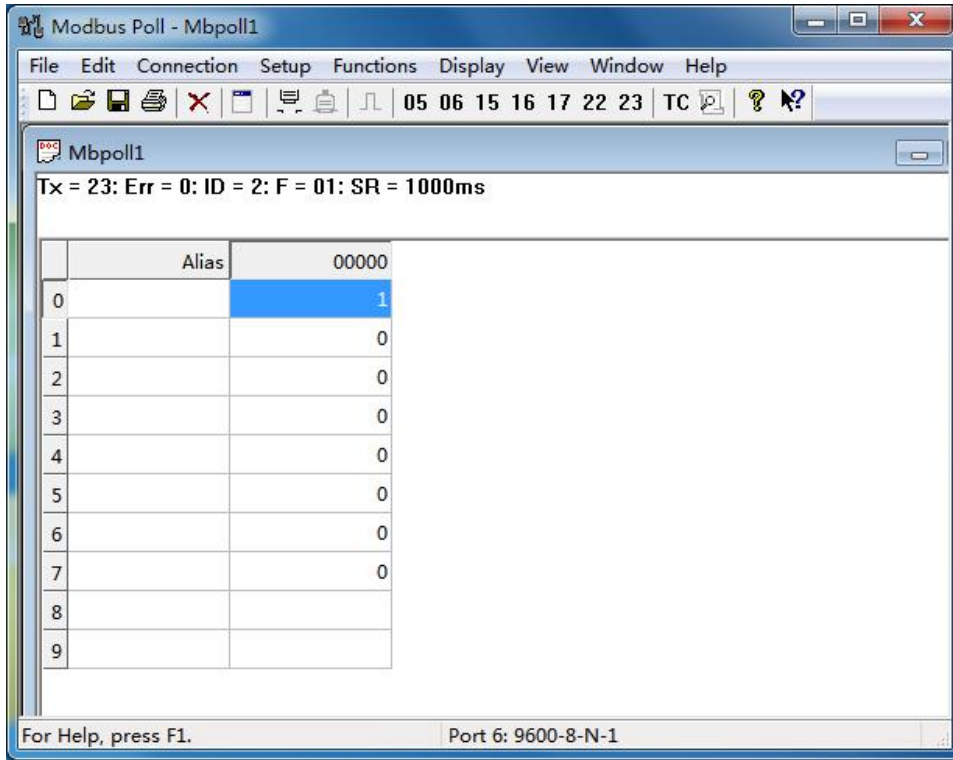 Modbus Poll - Mbpoll1
File Edit Connection Setup Functions Display View Window Help
05 06 15 16 17 22 23 TC
Mbpoll1
Tx = 23: Err = 0: ID = 2: F = 01: SR = 1000ms
Alias 00000
0 1
1 0
2 0
3 0
4 0
5 0
6 0
7 0
8
9
For Help, press F1. Port 6: 9600-8-N-1